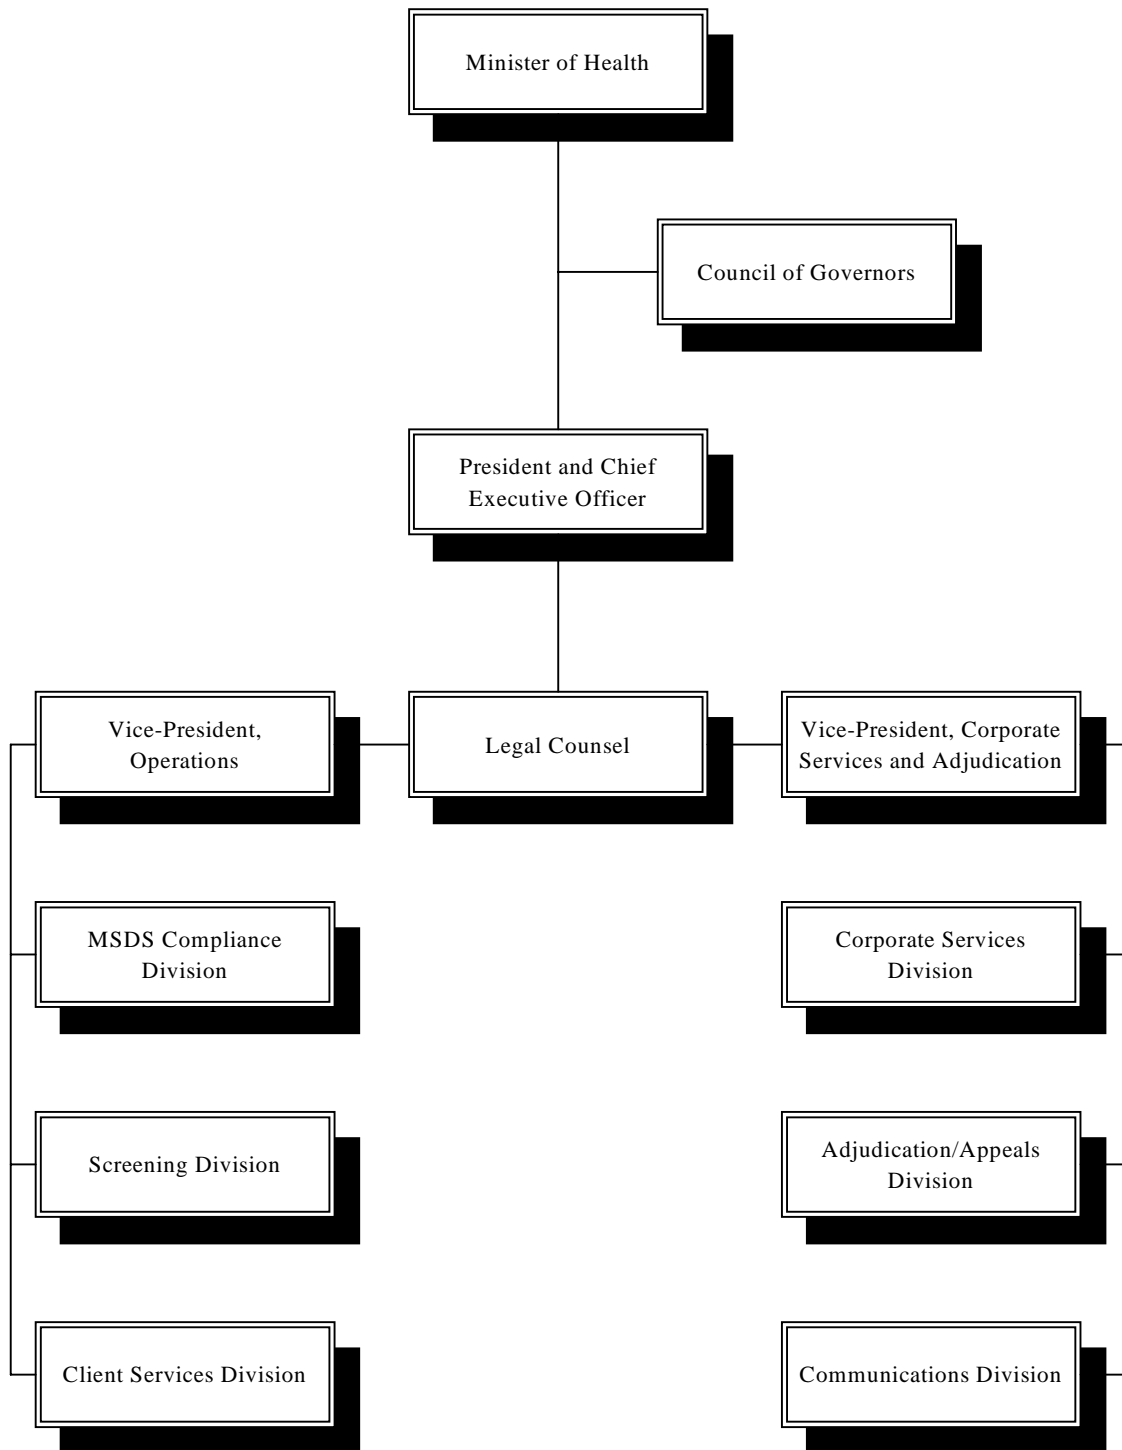 Minister of Health
Council of Governors
President and Chief
Executive Officer
Vice-President,
Operations
Legal Counsel
Vice-President, Corporate
Services and Adjudication
MSDS Compliance
Division
Corporate Services
Division
Screening Division
Adjudication/Appeals
Division
Client Services Division
Communications Division